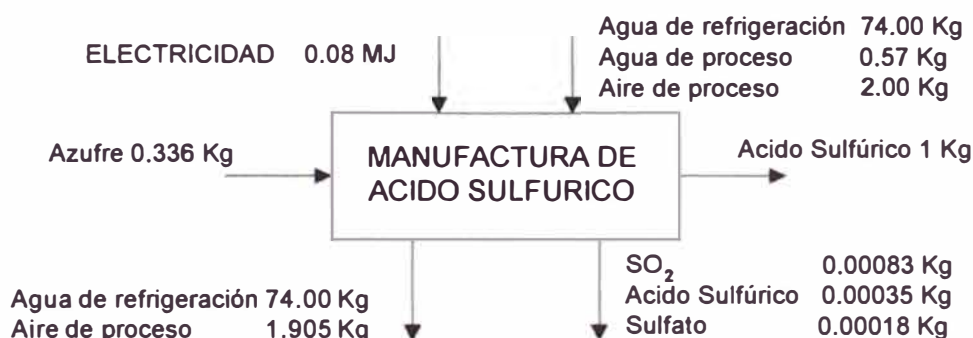 ELECTRICIDAD 0.08 MJ
Agua de refrigeración 74.00 Kg
Agua de proceso 0.57 Kg
Aire de proceso 2.00 Kg
Azufre 0.336 Kg
MANUFACTURA DE
ACIDO SULFURICO
Acido Sulfúrico 1 Kg
Agua de refrigeración 74.00 Kg
Aire de proceso 1.905 Kg
SO2 0.00083 Kg
Acido Sulfúrico 0.00035 Kg
Sulfato 0.00018 Kg